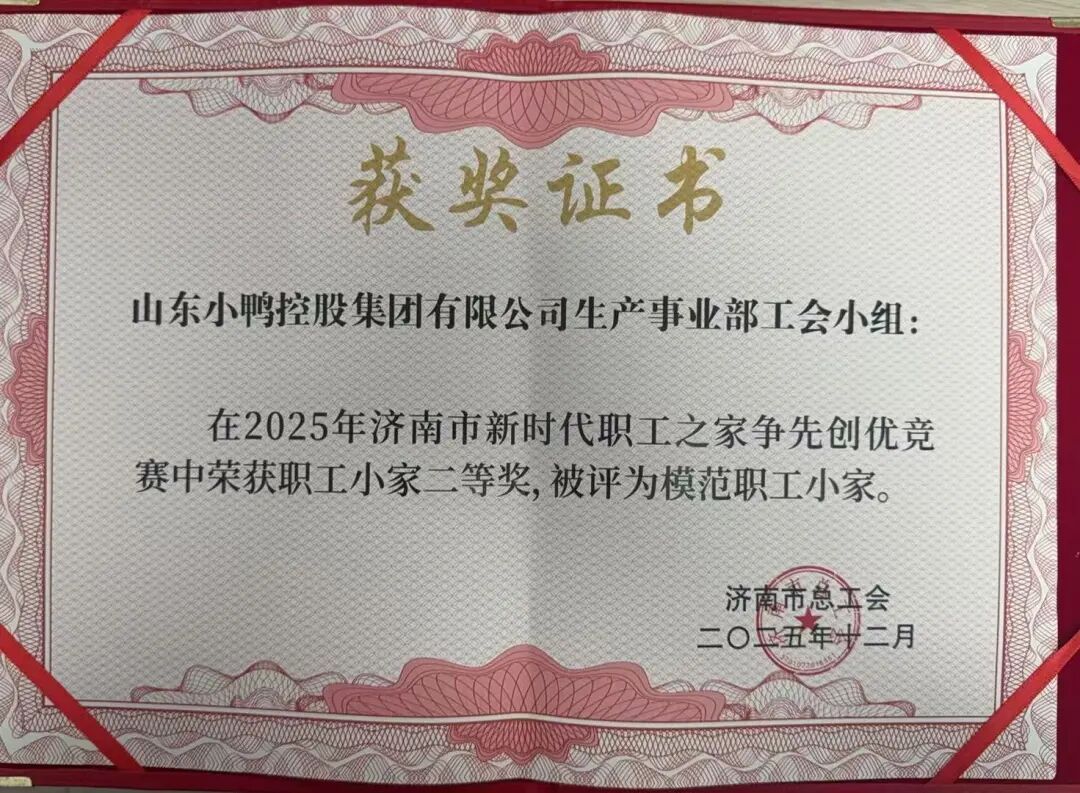 获奖证书
山东小鸭控股集团有限公司生产事业部工会小组：
在2025年济南市新时代职工之家争先创优竞
赛中荣获职工小家二等奖,被评为模范职工小家。
济南市总工会
二〇二五年十二月